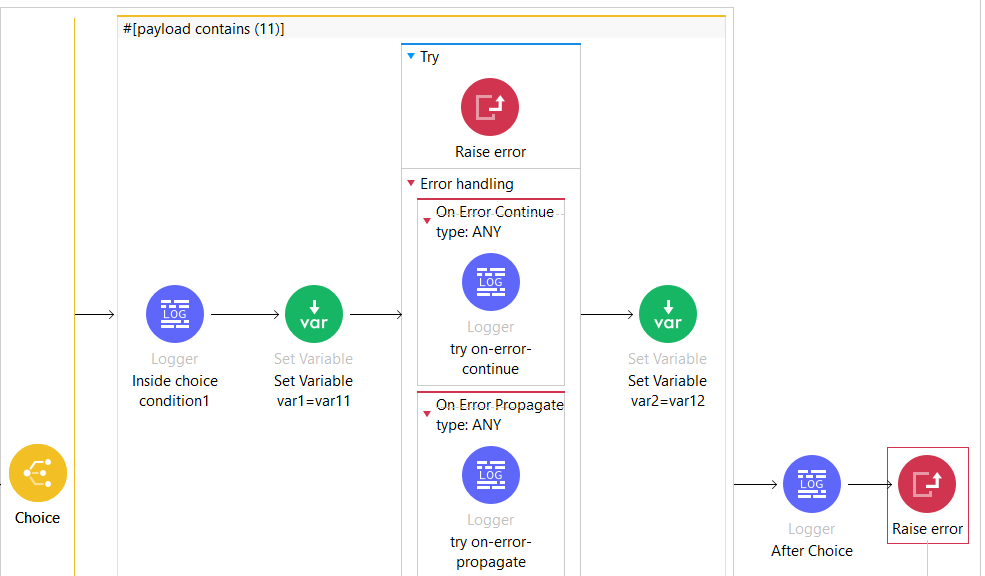 #[payload contains (11)]
Try
Raise error
Error handling
On Error Continue
type: ANY
LOG
Logger
try on-error-
continue
On Error Propagate
type: ANY
LOG
Logger
try on-error-
propagate
LOG
Logger
Inside choice
condition1
var
Set Variable
Set Variable
var1=var11
var
Set Variable
Set Variable
var2=var12
Choice
LOG
Logger
After Choice
Raise error